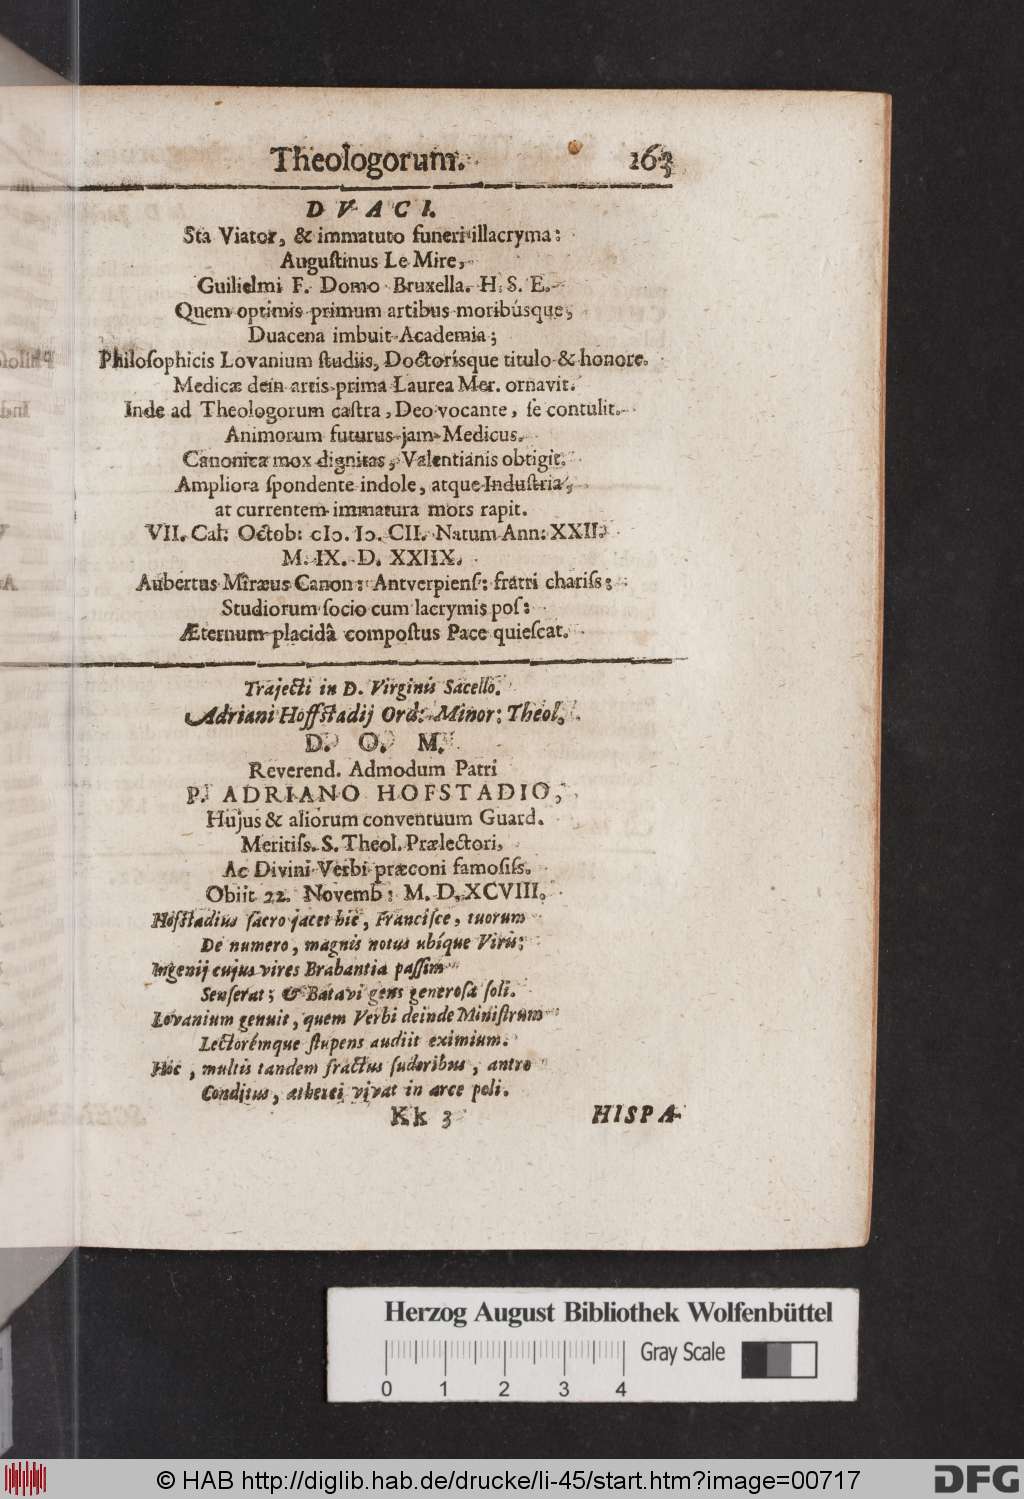 Theologorum. 163
DVACI.
Sta Viator, & immaturo funeri illacryma:
Auguſtinus Le Mire,
Guilielmi F. Domo Bruxella. H. S. E.
Quem optimis primum artibus moribúsque,
Duacena imbuit Academia;
Philoſophicis Lovanium ſtudiis, Doctorísque titulo & honore.
Medicæ dein artis prima Laurea Mer. ornavit.
Inde ad Theologorum caſtra, Deo vocante, ſe contulit.
Animorum futurus jam Medicus.
Canonica mox dignitas, Valentianis obtigit.
Ampliora ſpondente indole, atque Induſtria,
at currentem immatura mors rapit.
VII. Cal. Octob: cIↄ. Iↄ. CII. Natum Ann: XXII.
M. IX. D. XXIIX.
Aubertus Miræus Canon: Antverpienſ: fratri chariſs;
Studiorum ſocio cum lacrymis poſ:
Æternum placidâ compoſtus Pace quieſcat.
Trajecti in D. Virginis Sacello.
Adriani Hoffſtadij Ord: Minor: Theol.
D. O. M.
Reverend. Admodum Patri
P. ADRIANO HOFSTADIO,
Hujus & aliorum conventuum Guard.
Meritiſs. S. Theol. Prælectori,
Ac Divini Verbi præconi famoſiſs.
Obiit 22. Novemb: M. D. XCVIII.
Hofſtadius ſacro jacet hic, Franciſce, tuorum
De numero, magnis notus ubíque Viris;
Ingenij cujus vires Brabantia paſſim
Senſerat; & Batavi gens generoſa ſoli.
Lovanium genuit, quem Verbi deinde Miniſtrum
Lectorémque ſtupens audiit eximium.
Hoc, multis tandem fractus ſudoribus, antro
Conditus, ætherei vivat in arce poli.
Kk 3 HISPA-
Herzog August Bibliothek Wolfenbüttel
Gray Scale
0 1 2 3 4
© HAB http://diglib.hab.de/drucke/li-45/start.htm?image=00717
DFG